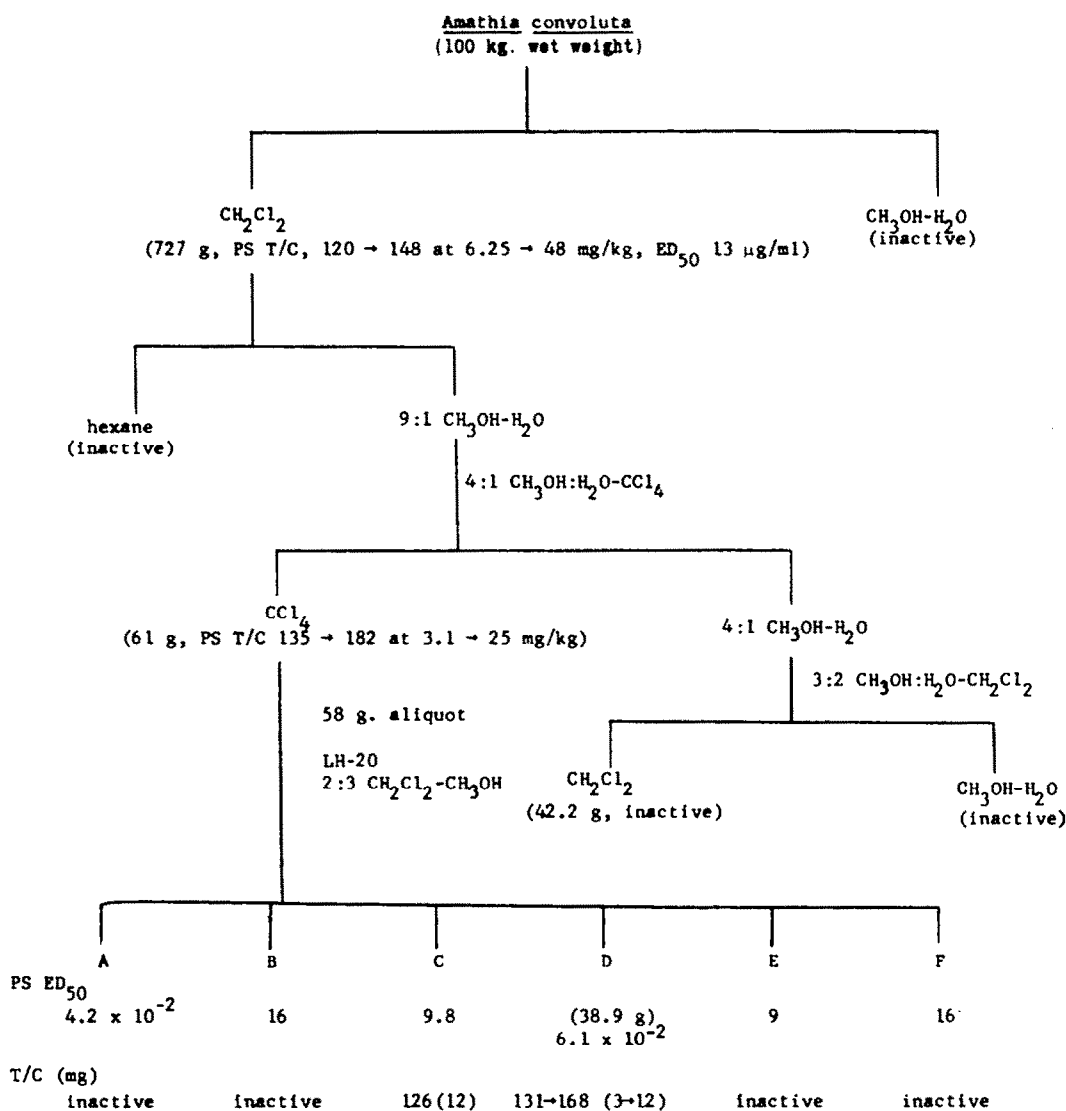 Amathia convoluta
(100 kg. wet weight)
CH2Cl2
(727 g, PS T/C, 120 → 148 at 6.25 → 48 mg/kg, ED50 13 μg/ml)
CH3OH-H2O
(inactive)
hexane
(inactive)
9:1 CH3OH-H2O
4:1 CH3OH:H2O-CCl4
CCl4
(61 g, PS T/C 135 → 182 at 3.1 → 25 mg/kg)
4:1 CH3OH-H2O
3:2 CH3OH:H2O-CH2Cl2
58 g. aliquot
LH-20
2:3 CH2Cl2-CH3OH
CH2Cl2
(42.2 g, inactive)
CH3OH-H2O
(inactive)
A B C D E F
PS ED50
4.2 x 10-2 16 9.8 (38.9 g) 9 16
6.1 x 10-2
T/C (mg)
inactive inactive 126(12) 131→168 (3→12) inactive inactive